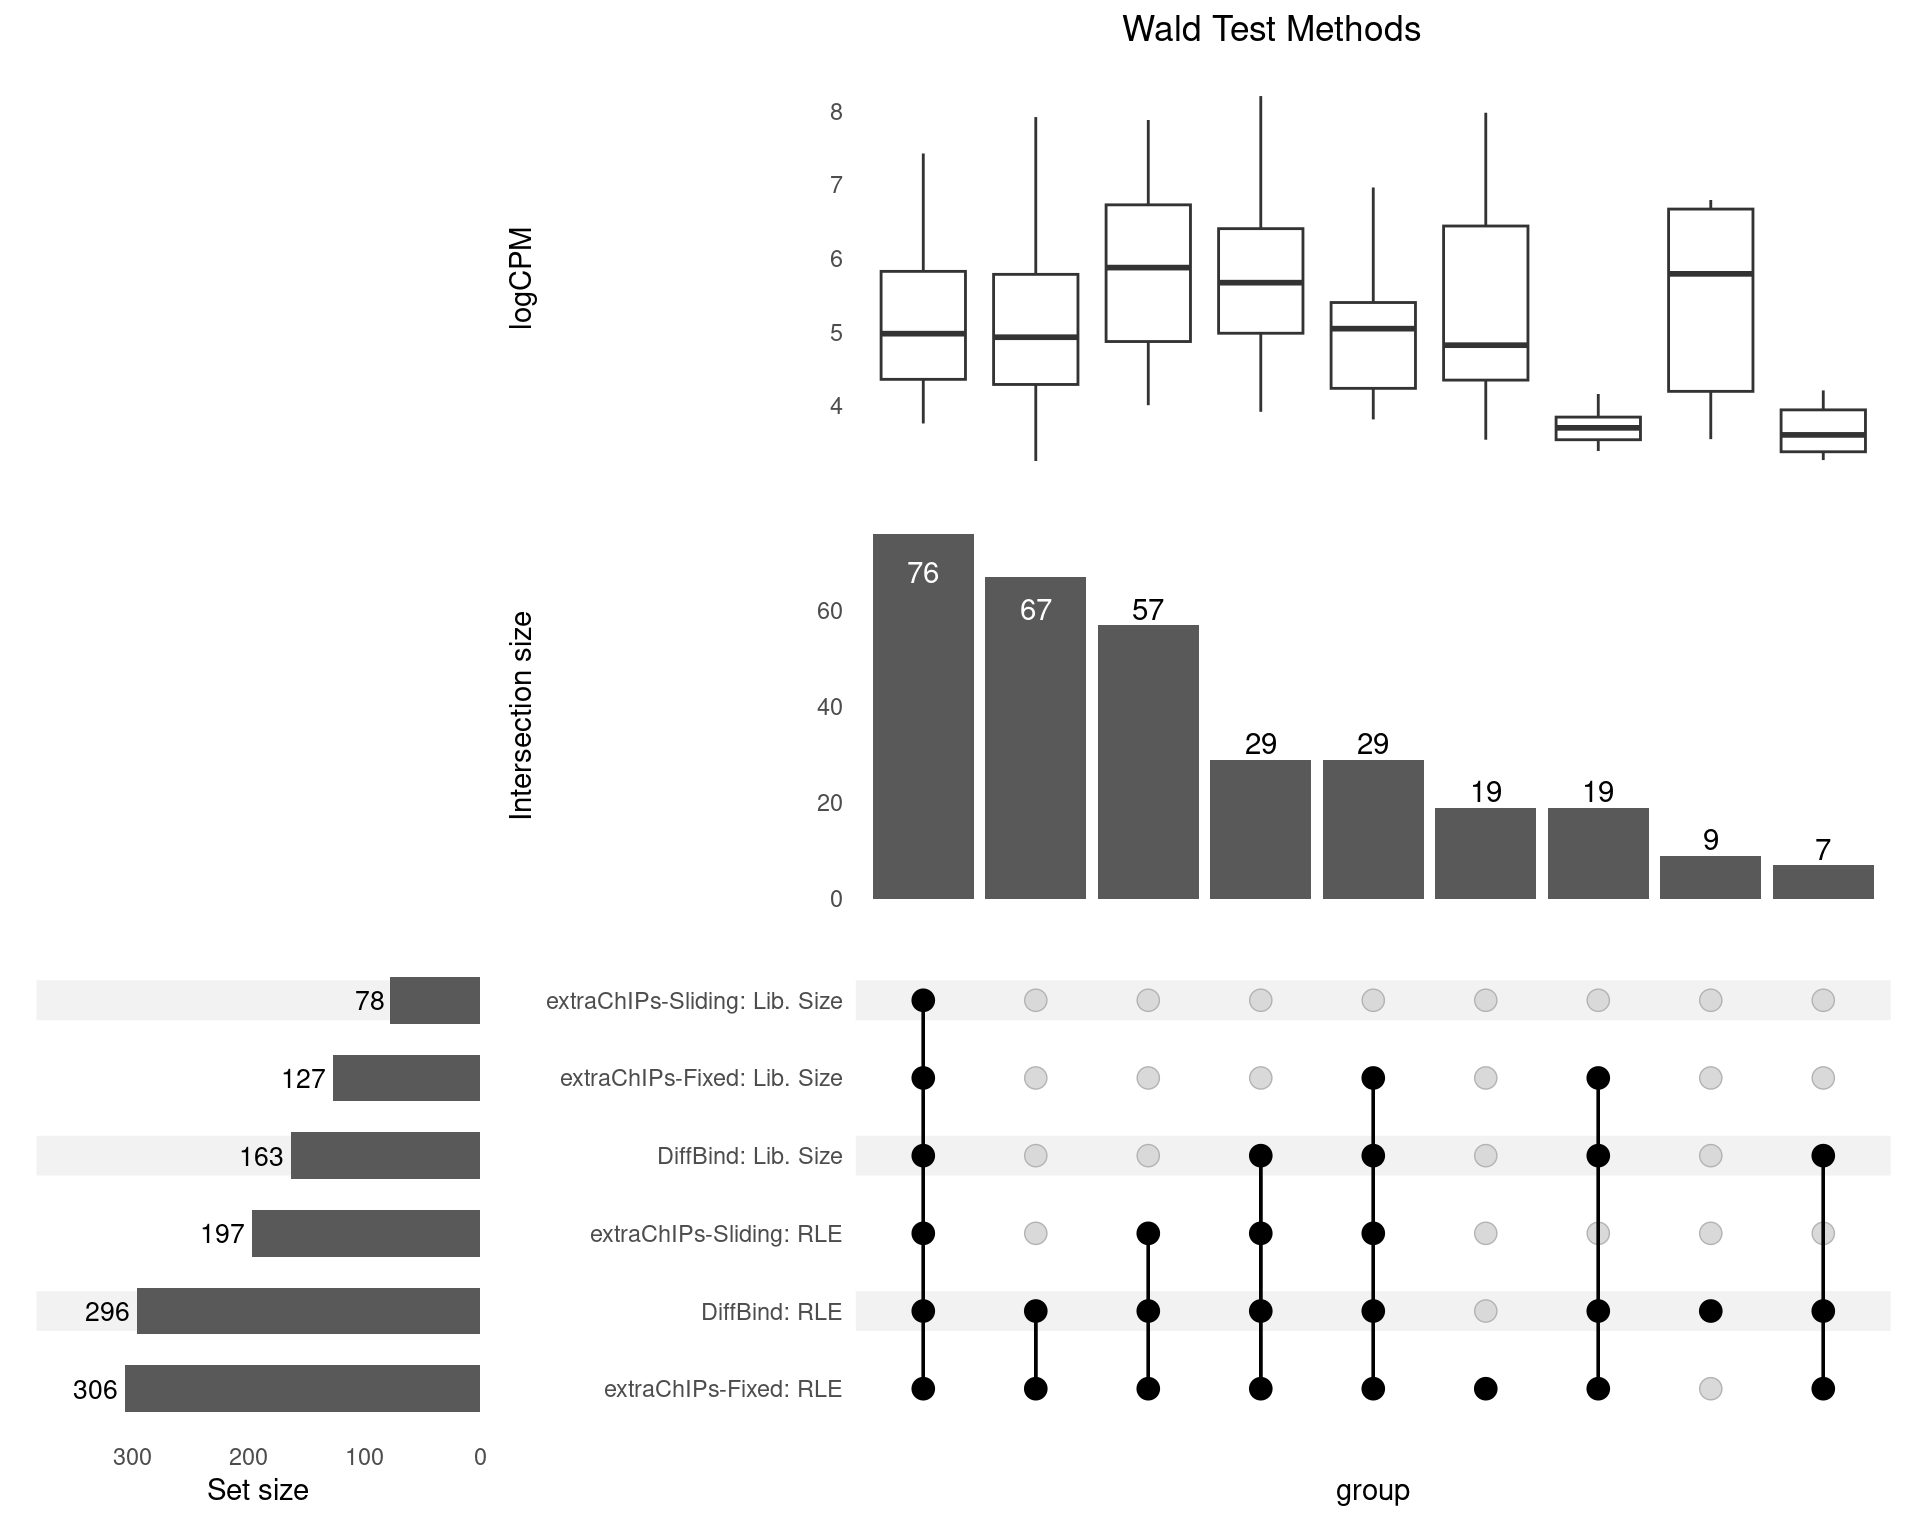 Wald Test Methods
logCPM
8
7
6
5
4
Intersection size
60
40
20
0
76
67
57
29
29
19
19
9
7
78
127
163
197
296
306
300
200
100
0
Set size
extraChIPs-Sliding: Lib. Size
extraChIPs-Fixed: Lib. Size
DiffBind: Lib. Size
extraChIPs-Sliding: RLE
DiffBind: RLE
extraChIPs-Fixed: RLE
group